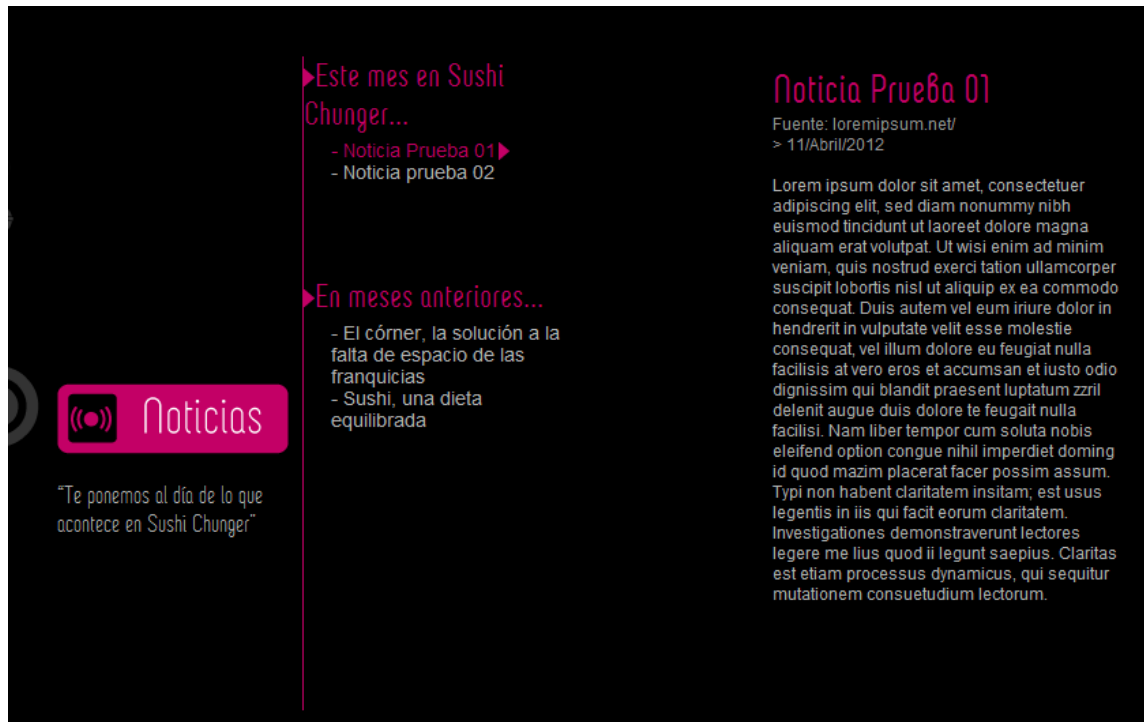 Noticias
“Te ponemos al día de lo que
acontece en Sushi Chunger”
Este mes en Sushi
Chunger...
- Noticia Prueba 01
- Noticia prueba 02
En meses anteriores...
- El córner, la solución a la
falta de espacio de las
franquicias
- Sushi, una dieta
equilibrada
Noticia Prueba 01
Fuente: loremipsum.net/
> 11/Abril/2012
Lorem ipsum dolor sit amet, consectetuer
adipiscing elit, sed diam nonummy nibh
euismod tincidunt ut laoreet dolore magna
aliquam erat volutpat. Ut wisi enim ad minim
veniam, quis nostrud exerci tation ullamcorper
suscipit lobortis nisl ut aliquip ex ea commodo
consequat. Duis autem vel eum iriure dolor in
hendrerit in vulputate velit esse molestie
consequat, vel illum dolore eu feugiat nulla
facilisis at vero eros et accumsan et iusto odio
dignissim qui blandit praesent luptatum zzril
delenit augue duis dolore te feugait nulla
facilisi. Nam liber tempor cum soluta nobis
eleifend option congue nihil imperdiet doming
id quod mazim placerat facer possim assum.
Typi non habent claritatem insitam; est usus
legentis in iis qui facit eorum claritatem.
Investigationes demonstraverunt lectores
legere me lius quod ii legunt saepius. Claritas
est etiam processus dynamicus, qui sequitur
mutationem consuetudium lectorum.